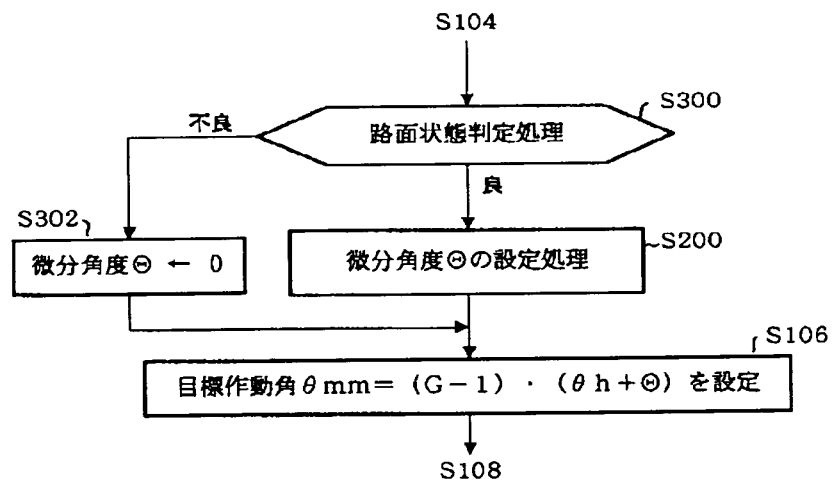 S104
S300
路面状態判定処理
不良
良
S302
微分角度Θ ← 0
S200
微分角度Θの設定処理
S106
目標作動角θmm=(G-1)・(θh+Θ)を設定
S108